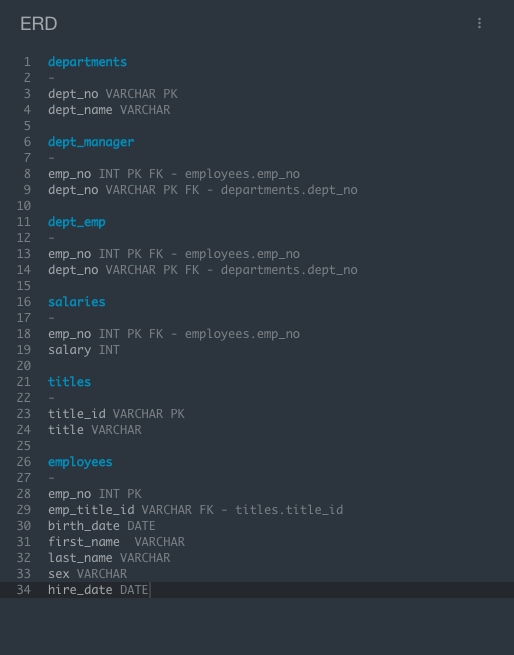 ERD
1 departments
2 -
3 dept_no VARCHAR PK
4 dept_name VARCHAR
5
6 dept_manager
7 -
8 emp_no INT PK FK - employees.emp_no
9 dept_no VARCHAR PK FK - departments.dept_no
10
11 dept_emp
12 -
13 emp_no INT PK FK - employees.emp_no
14 dept_no VARCHAR PK FK - departments.dept_no
15
16 salaries
17 -
18 emp_no INT PK FK - employees.emp_no
19 salary INT
20
21 titles
22 -
23 title_id VARCHAR PK
24 title VARCHAR
25
26 employees
27 -
28 emp_no INT PK
29 emp_title_id VARCHAR FK - titles.title_id
30 birth_date DATE
31 first_name  VARCHAR
32 last_name VARCHAR
33 sex VARCHAR
34 hire_date DATE